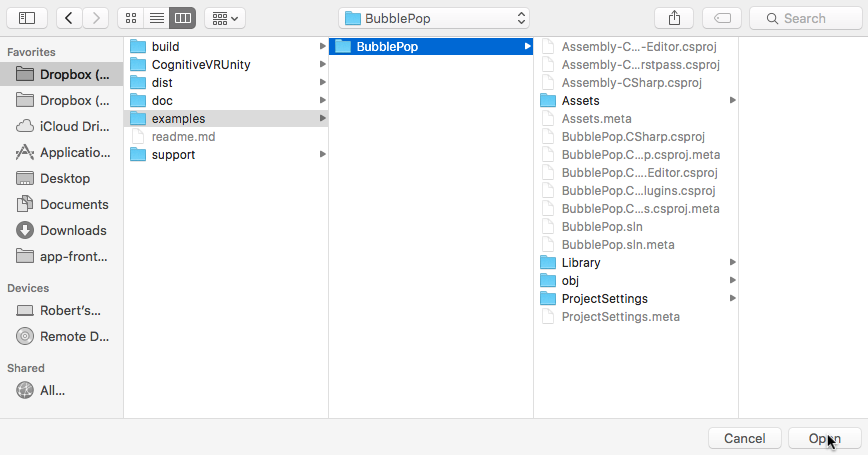 BubblePop
Search
Favorites
Dropbox (...
Dropbox (...
iCloud Dri...
Applicatio...
Desktop
Documents
Downloads
app-front...
Devices
Robert's...
Remote D...
Shared
All...
build
CognitiveVRUnity
dist
doc
examples
readme.md
support
BubblePop
Assembly-C...-Editor.csproj
Assembly-C...rstpass.csproj
Assembly-CSharp.csproj
Assets
Assets.meta
BubblePop.CSharp.csproj
BubblePop.C...p.csproj.meta
BubblePop.C....Editor.csproj
BubblePop.C...lugins.csproj
BubblePop.C...s.csproj.meta
BubblePop.sln
BubblePop.sln.meta
Library
obj
ProjectSettings
ProjectSettings.meta
Cancel
Open